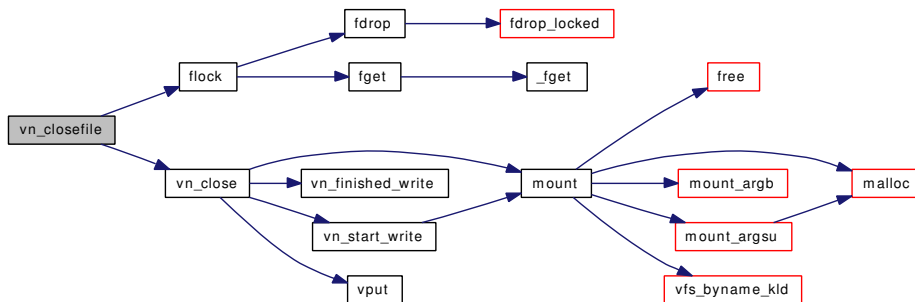 fdrop
fdrop_locked
flock
fget
_fget
free
vn_closefile
vn_close
vn_finished_write
mount
mount_argb
malloc
vn_start_write
mount_argsu
vput
vfs_byname_kld